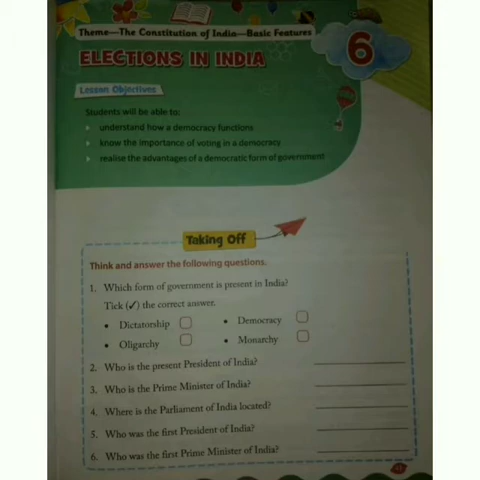 Theme—The Constitution of India—Basic Features
ELECTIONS IN INDIA
6
Lesson Objectives
Students will be able to:
understand how a democracy functions
know the importance of voting in a democracy
realise the advantages of a democratic form of government
Taking Off
Think and answer the following questions.
1. Which form of government is present in India?
Tick (✓) the correct answer.
• Dictatorship • Democracy
• Oligarchy • Monarchy
2. Who is the present President of India?
3. Who is the Prime Minister of India?
4. Where is the Parliament of India located?
5. Who was the first President of India?
6. Who was the first Prime Minister of India?